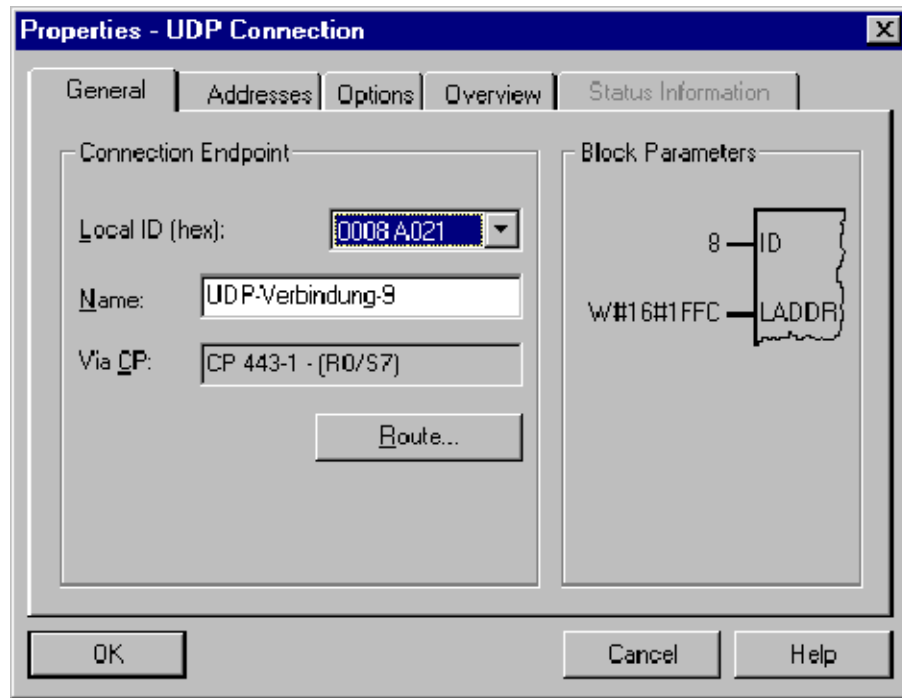 Properties - UDP Connection
General Addresses Options Overview Status Information
Connection Endpoint
Local ID (hex): 0008 A021
Name: UDP-Verbindung-9
Via CP: CP 443-1 - (R0/S7)
Route...
Block Parameters
8 ID
W#16#1FFC LADDR
OK Cancel Help